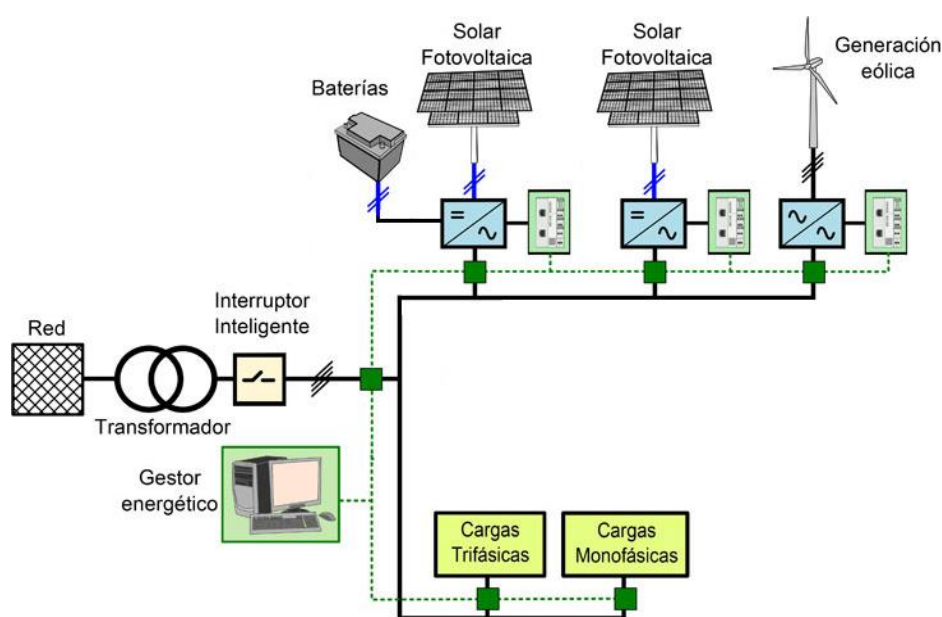 Solar
Fotovoltaica
Solar
Fotovoltaica
Generación
eólica
Baterías
Interruptor
Inteligente
Red
Transformador
Gestor
energético
Cargas
Trifásicas
Cargas
Monofásicas